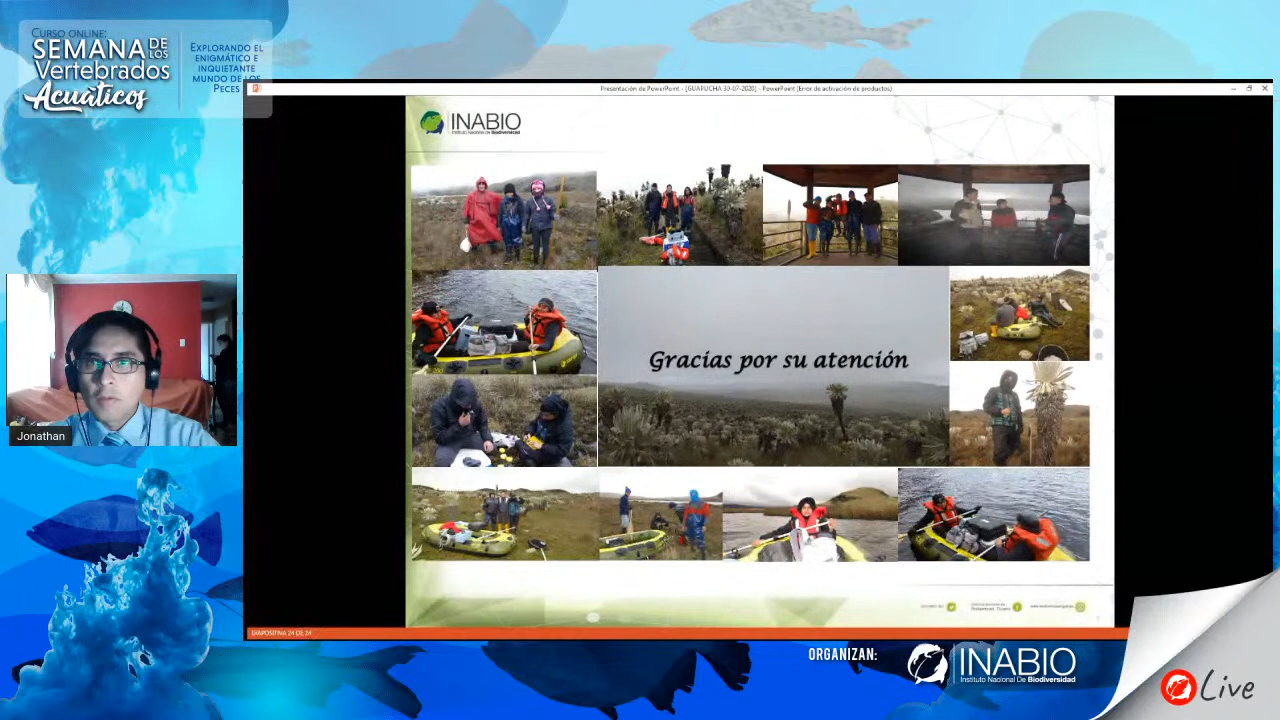 CURSO ONLINE:
SEMANA DE LOS
Vertebrados
Acuáticos
EXPLORANDO EL
ENIGMÁTICO E
INQUIETANTE
MUNDO DE LOS
PECES
Presentación de PowerPoint - [GUAPUCHA 30-07-2020] - PowerPoint (Error de activación de productos)
INABIO
Instituto Nacional de Biodiversidad
Gracias por su atención
Jonathan
DIAPOSITIVA 24 DE 24
ORGANIZAN:
INABIO
Instituto Nacional De Biodiversidad
Live